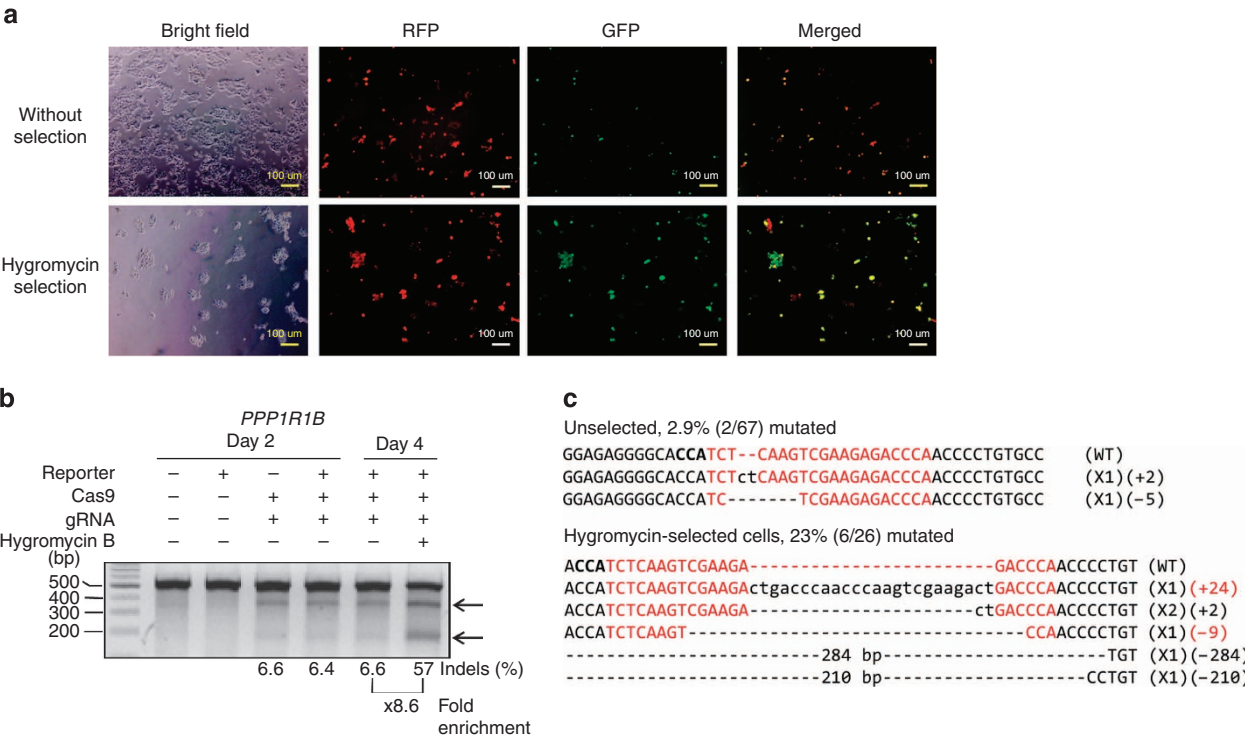 a
Bright field RFP GFP Merged
Without selection
100 um 100 um 100 um 100 um
Hygromycin selection
100 um 100 um 100 um 100 um
b
PPP1R1B
Day 2 Day 4
Reporter – + – + + +
Cas9 – – + + + +
gRNA – – + + + +
Hygromycin B – – – – – +
(bp)
500
400
300
200
6.6 6.4 6.6 57 Indels (%)
x8.6 Fold enrichment
c
Unselected, 2.9% (2/67) mutated
GGAGAGGGGCACCATCT--CAAGTCGAAGAGACCCAACCCCTGTGCC (WT)
GGAGAGGGGCACCATCTctCAAGTCGAAGAGACCCAACCCCTGTGCC (X1)(+2)
GGAGAGGGGCACCATC-------TCGAAGAGACCCAACCCCTGTGCC (X1)(–5)
Hygromycin-selected cells, 23% (6/26) mutated
ACCATCTCAAGTCGAAGA------------------------GACCCAACCCCTGT (WT)
ACCATCTCAAGTCGAAGActgacccaacccaagtcgaagactGACCCAACCCCTGT (X1)(+24)
ACCATCTCAAGTCGAAGA----------------------ctGACCCAACCCCTGT (X2)(+2)
ACCATCTCAAGT---------------------------------CCAACCCCTGT (X1)(–9)
-------------------------284 bp----------------------TGT (X1)(–284)
-------------------------210 bp--------------------CCTGT (X1)(–210)